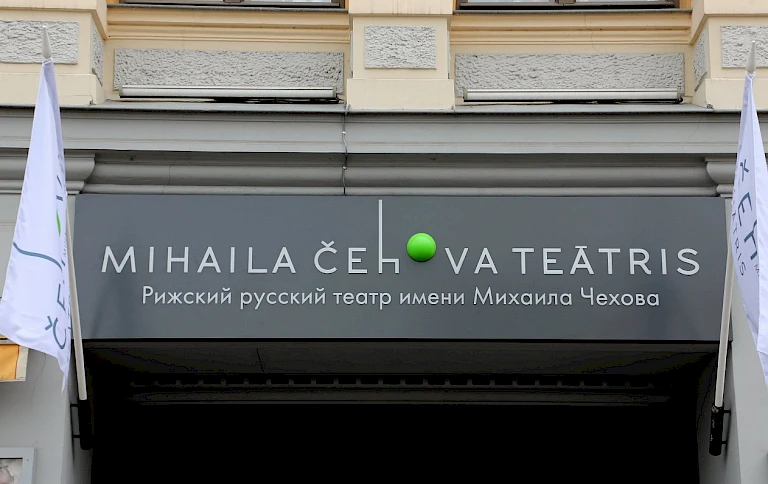 MIHAILA ČEhOVA TEĀTRIS
Рижский русский театр имени Михаила Чехова